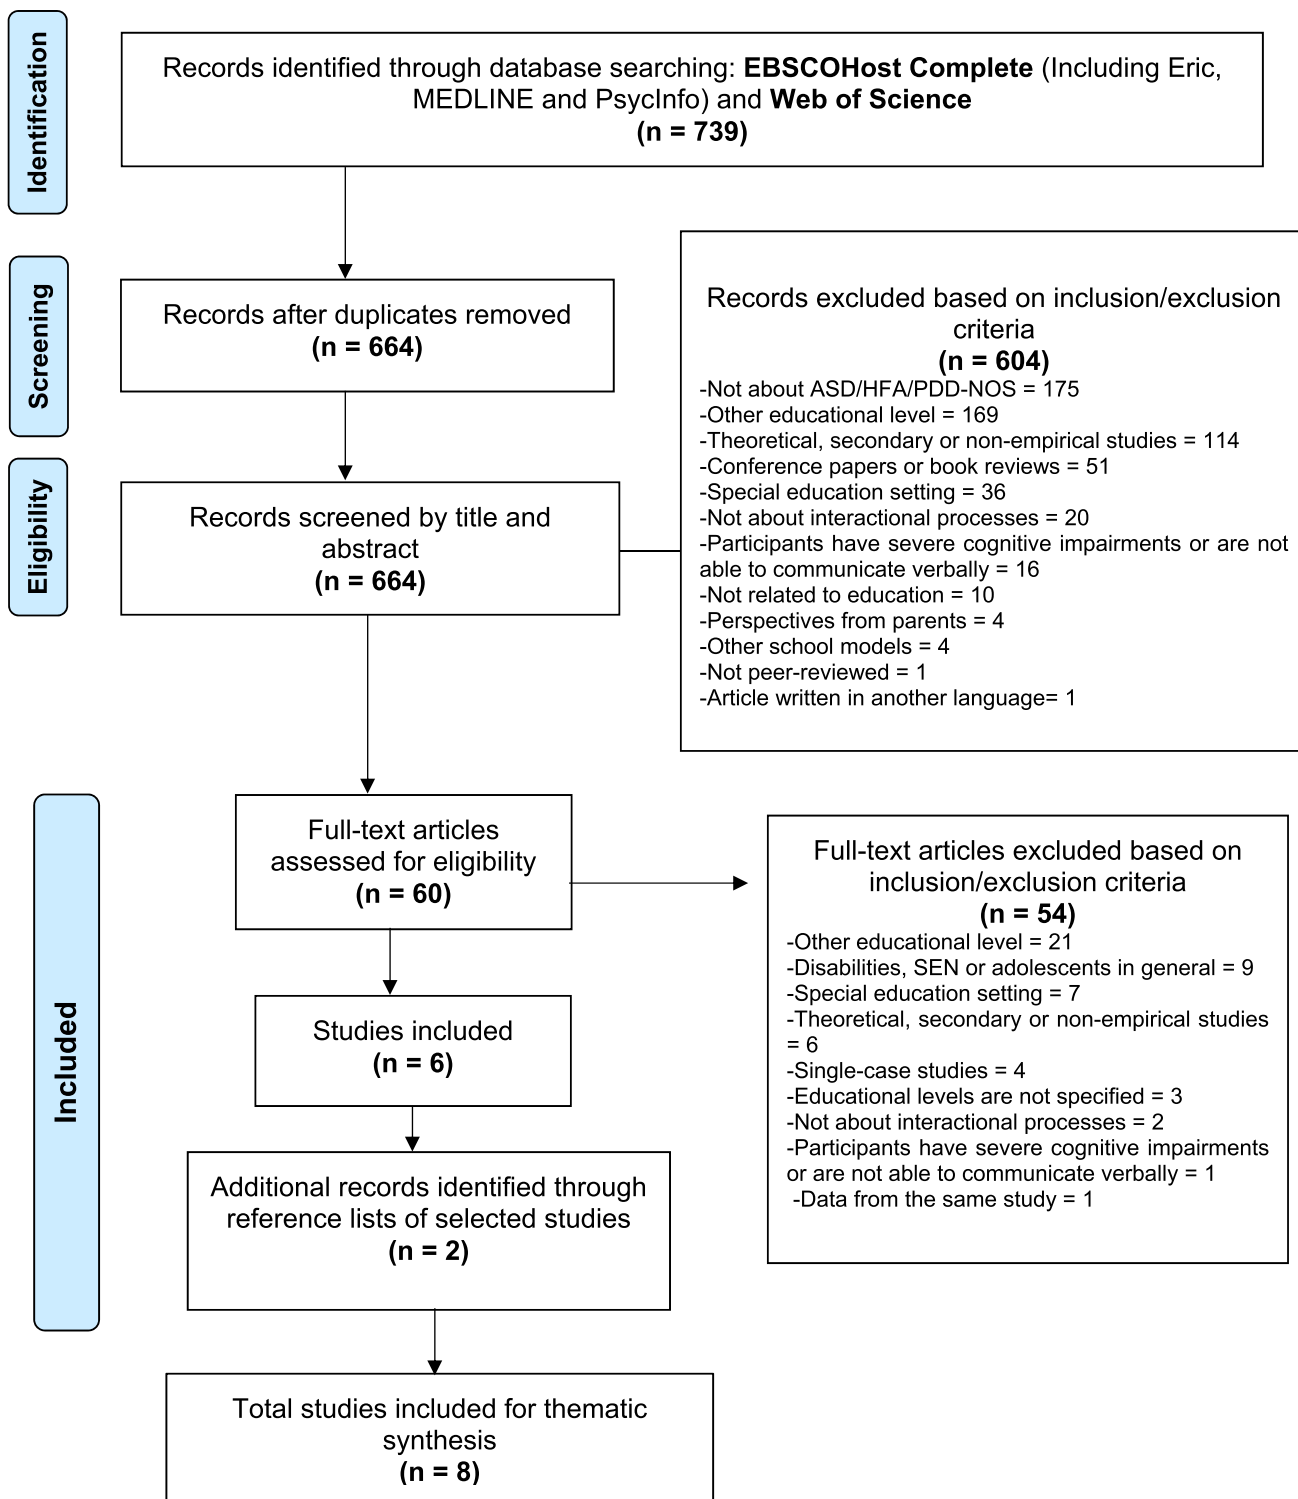 Identification
Records identified through database searching: EBSCOHost Complete (Including Eric,
MEDLINE and PsycInfo) and Web of Science
(n = 739)
Screening
Records after duplicates removed
(n = 664)
Records excluded based on inclusion/exclusion
criteria
(n = 604)
-Not about ASD/HFA/PDD-NOS = 175
-Other educational level = 169
-Theoretical, secondary or non-empirical studies = 114
-Conference papers or book reviews = 51
-Special education setting = 36
-Not about interactional processes = 20
-Participants have severe cognitive impairments or are not
able to communicate verbally = 16
-Not related to education = 10
-Perspectives from parents = 4
-Other school models = 4
-Not peer-reviewed = 1
-Article written in another language= 1
Eligibility
Records screened by title and
abstract
(n = 664)
Included
Full-text articles
assessed for eligibility
(n = 60)
Full-text articles excluded based on
inclusion/exclusion criteria
(n = 54)
-Other educational level = 21
-Disabilities, SEN or adolescents in general = 9
-Special education setting = 7
-Theoretical, secondary or non-empirical studies
= 6
-Single-case studies = 4
-Educational levels are not specified = 3
-Not about interactional processes = 2
-Participants have severe cognitive impairments
or are not able to communicate verbally = 1
-Data from the same study = 1
Studies included
(n = 6)
Additional records identified through
reference lists of selected studies
(n = 2)
Total studies included for thematic
synthesis
(n = 8)